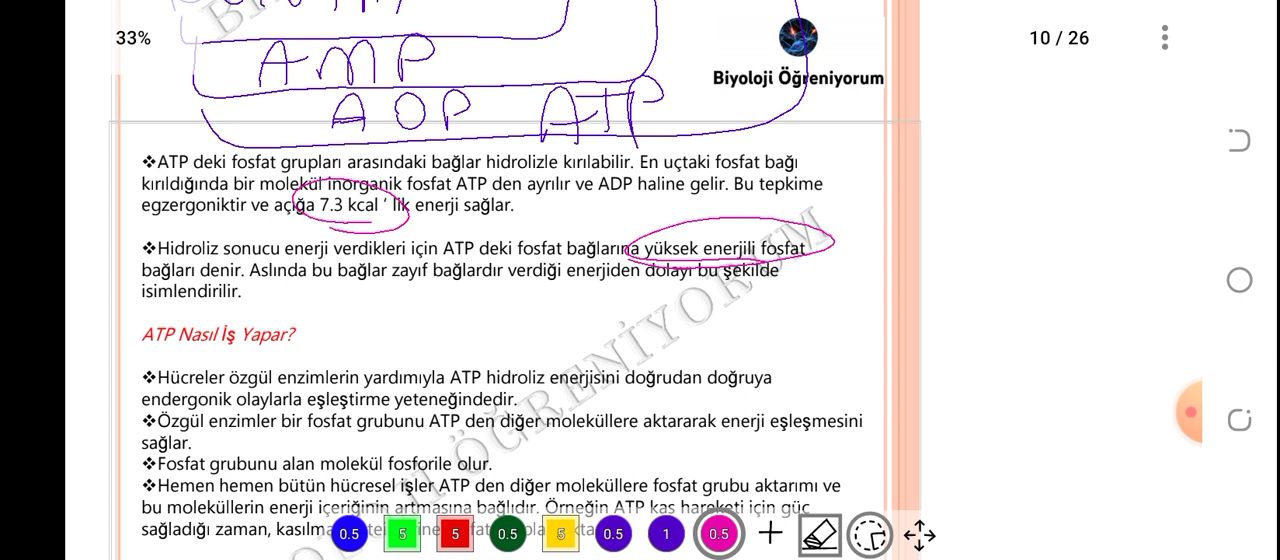 33%
10 / 26
AMP
Biyoloji Öğreniyorum
ADP ATP
❖ATP deki fosfat grupları arasındaki bağlar hidrolizle kırılabilir. En uçtaki fosfat bağı
kırıldığında bir molekül inorganik fosfat ATP den ayrılır ve ADP haline gelir. Bu tepkime
egzergoniktir ve açığa 7.3 kcal ' lik enerji sağlar.
❖Hidroliz sonucu enerji verdikleri için ATP deki fosfat bağlarına yüksek enerjili fosfat
bağları denir. Aslında bu bağlar zayıf bağlardır verdiği enerjiden dolayı bu şekilde
isimlendirilir.
ATP Nasıl İş Yapar?
❖Hücreler özgül enzimlerin yardımıyla ATP hidroliz enerjisini doğrudan doğruya
endergonik olaylarla eşleştirme yeteneğindedir.
❖Özgül enzimler bir fosfat grubunu ATP den diğer moleküllere aktararak enerji eşleşmesini
sağlar.
❖Fosfat grubunu alan molekül fosforile olur.
❖Hemen hemen bütün hücresel işler ATP den diğer moleküllere fosfat grubu aktarımı ve
bu moleküllerin enerji içeriğinin artmasına bağlıdır. Örneğin ATP kas hareketi için güç
sağladığı zaman,
0.5 5 5 0.5 5 0.5 1 0.5
ÖĞRENİYORUM